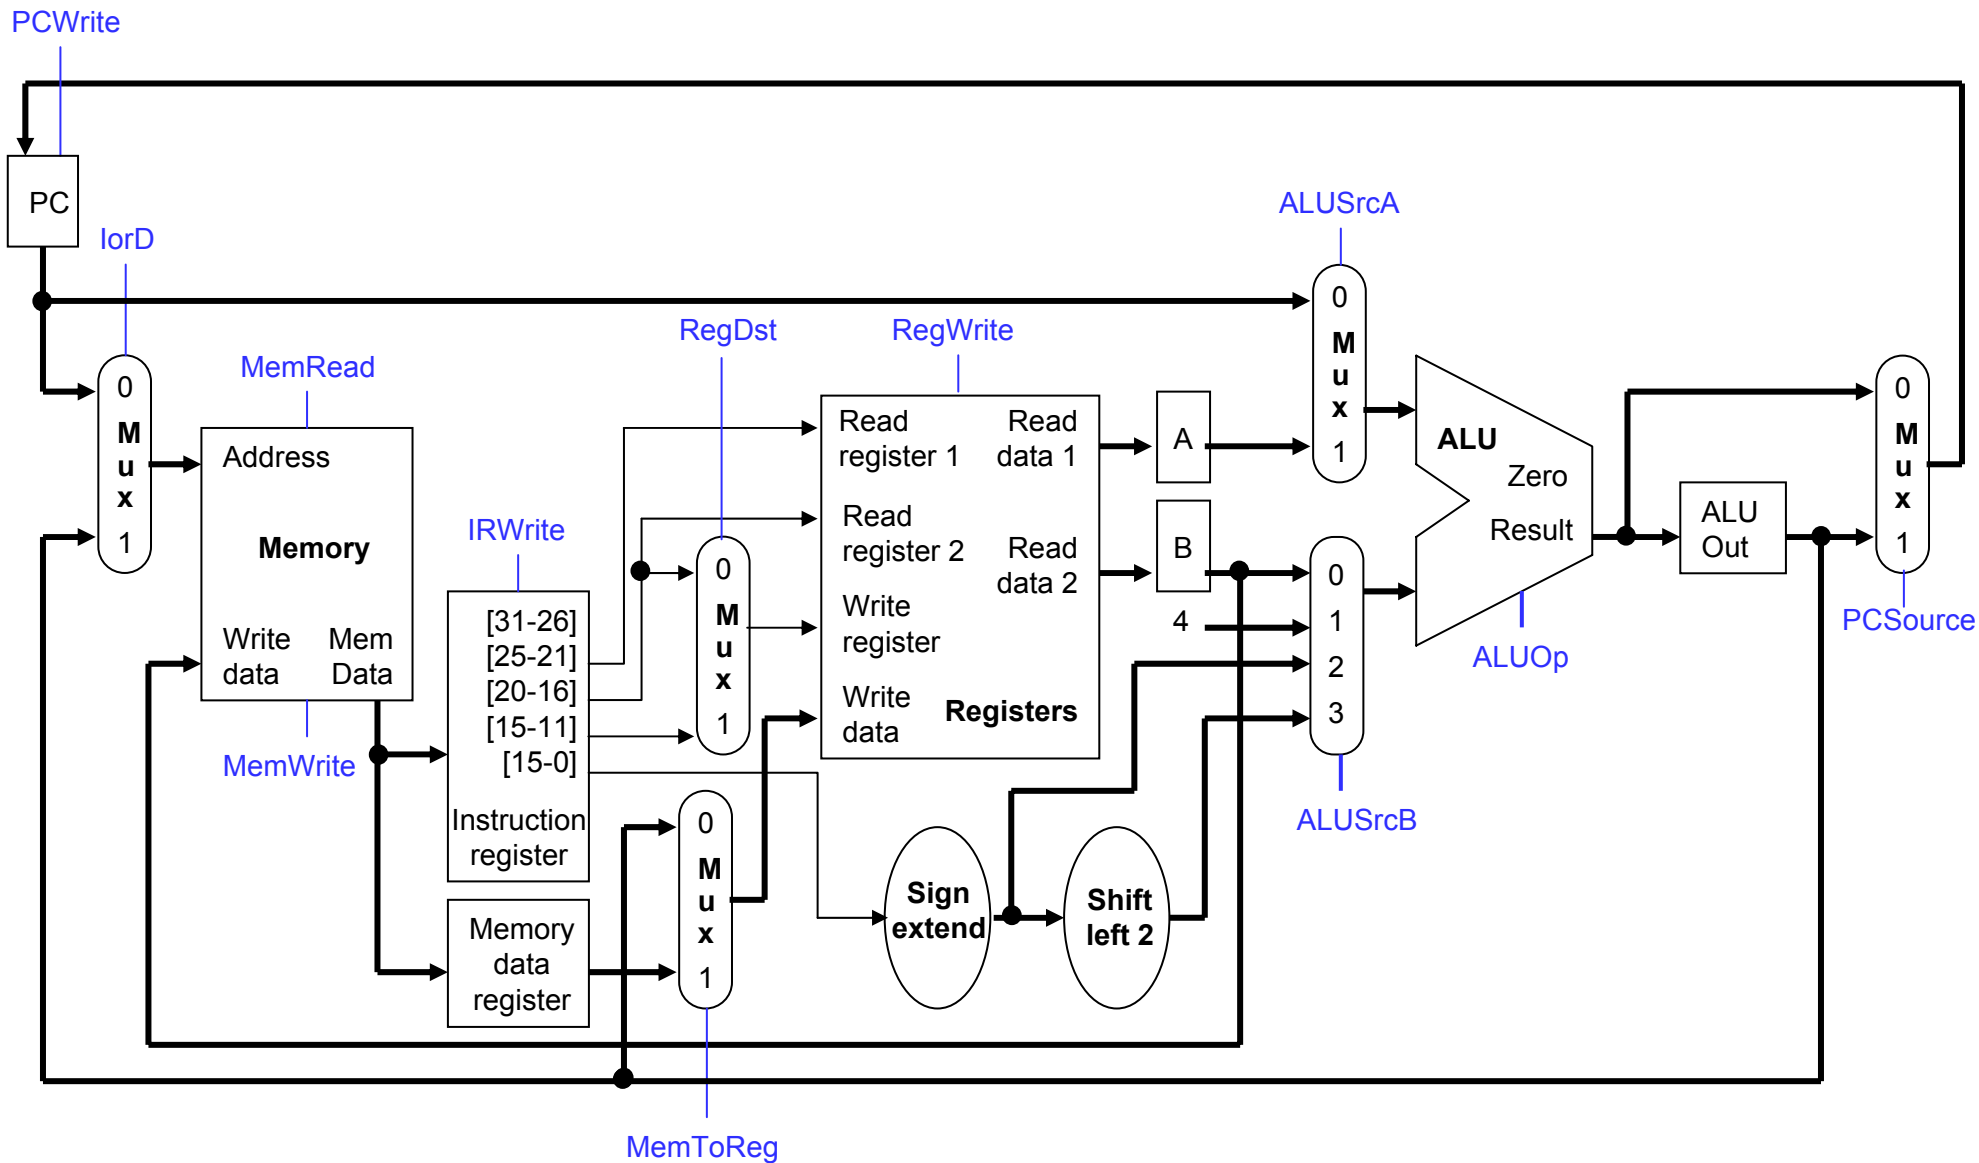 PCWrite
PC
IorD
0
M
u
x
1
MemRead
Address
Memory
Write
data
Mem
Data
MemWrite
IRWrite
[31-26]
[25-21]
[20-16]
[15-11]
[15-0]
Instruction
register
Memory
data
register
RegDst
0
M
u
x
1
0
M
u
x
1
MemToReg
RegWrite
Read
register 1
Read
data 1
Read
register 2
Read
data 2
Write
register
Write
data
Registers
Sign
extend
Shift
left 2
A
B
4
ALUSrcA
0
M
u
x
1
0
1
2
3
ALUSrcB
ALU
Zero
Result
ALUOp
ALU
Out
0
M
u
x
1
PCSource